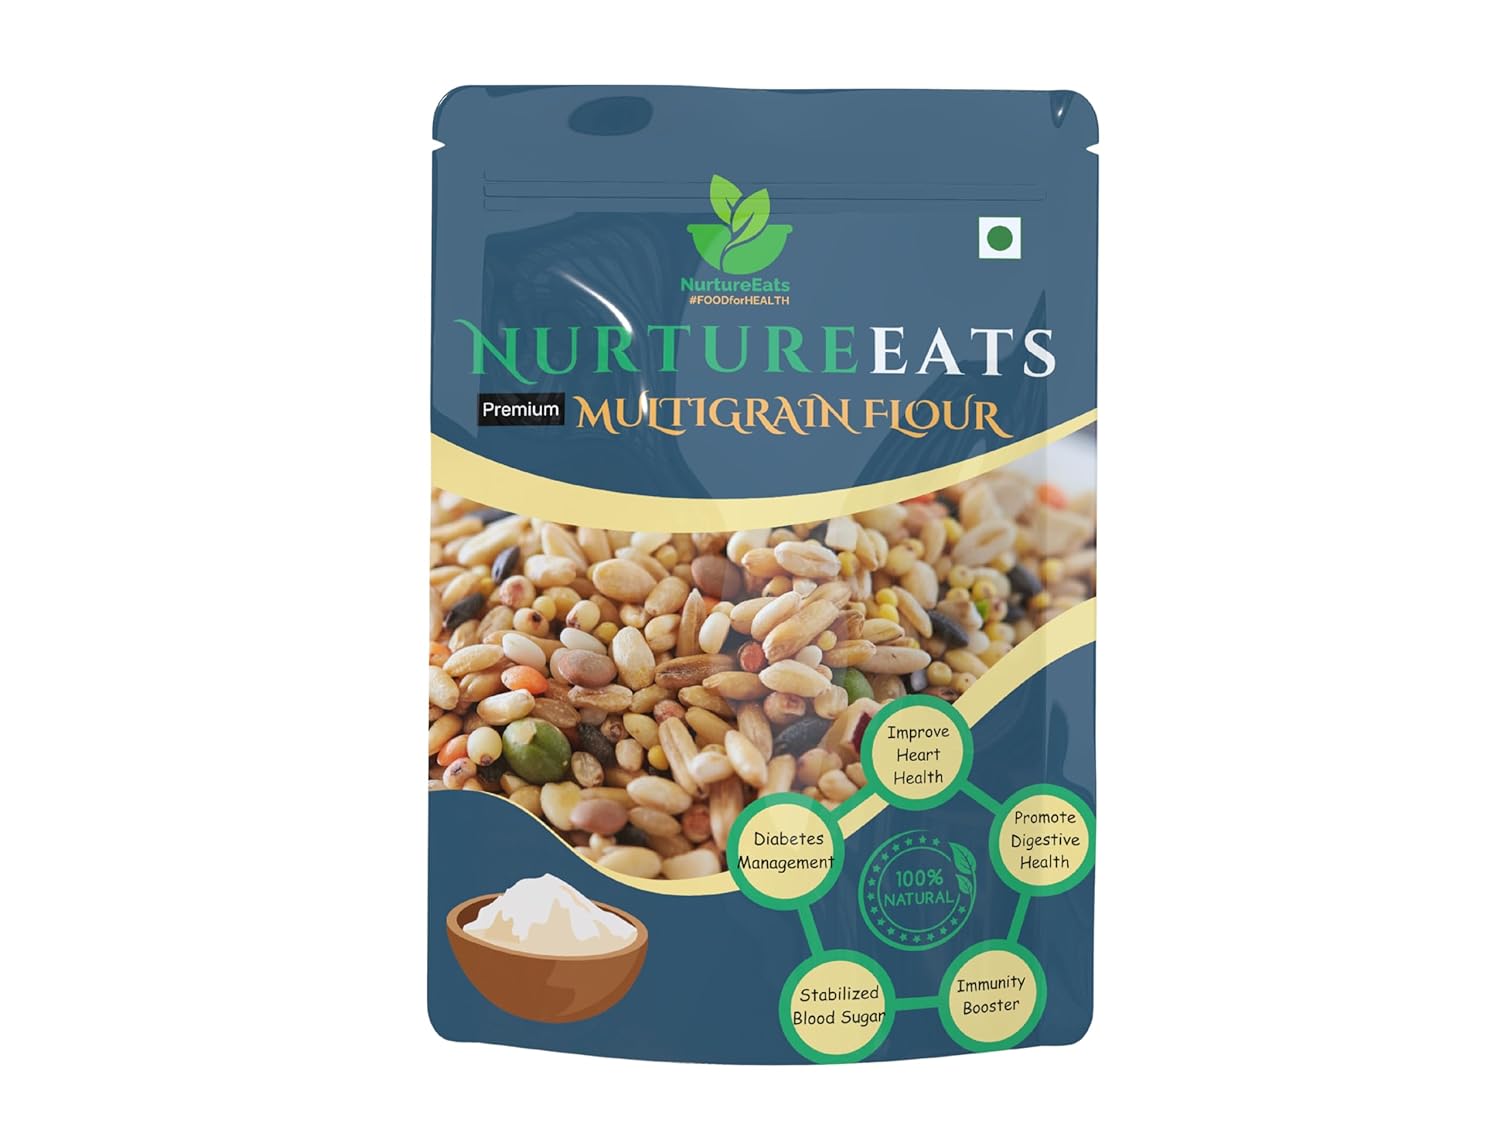 NurtureEats
#FOODforHEALTH
NURTUREEATS
Premium MULTIGRAIN FLOUR
Improve
Heart
Health
Promote
Digestive
Health
Diabetes
Management
100%
NATURAL
Stabilized
Blood Sugar
Immunity
Booster